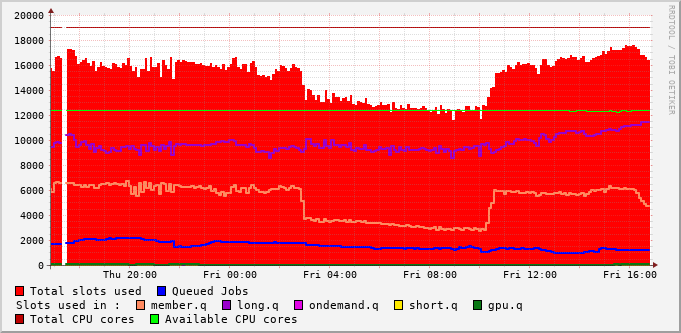 RRDTOOL / TOBI OETIKER
20000
18000
16000
14000
12000
10000
8000
6000
4000
2000
0
Thu 20:00 Fri 00:00 Fri 04:00 Fri 08:00 Fri 12:00 Fri 16:00
Total slots used Queued Jobs
Slots used in : member.q long.q ondemand.q short.q gpu.q
Total CPU cores Available CPU cores